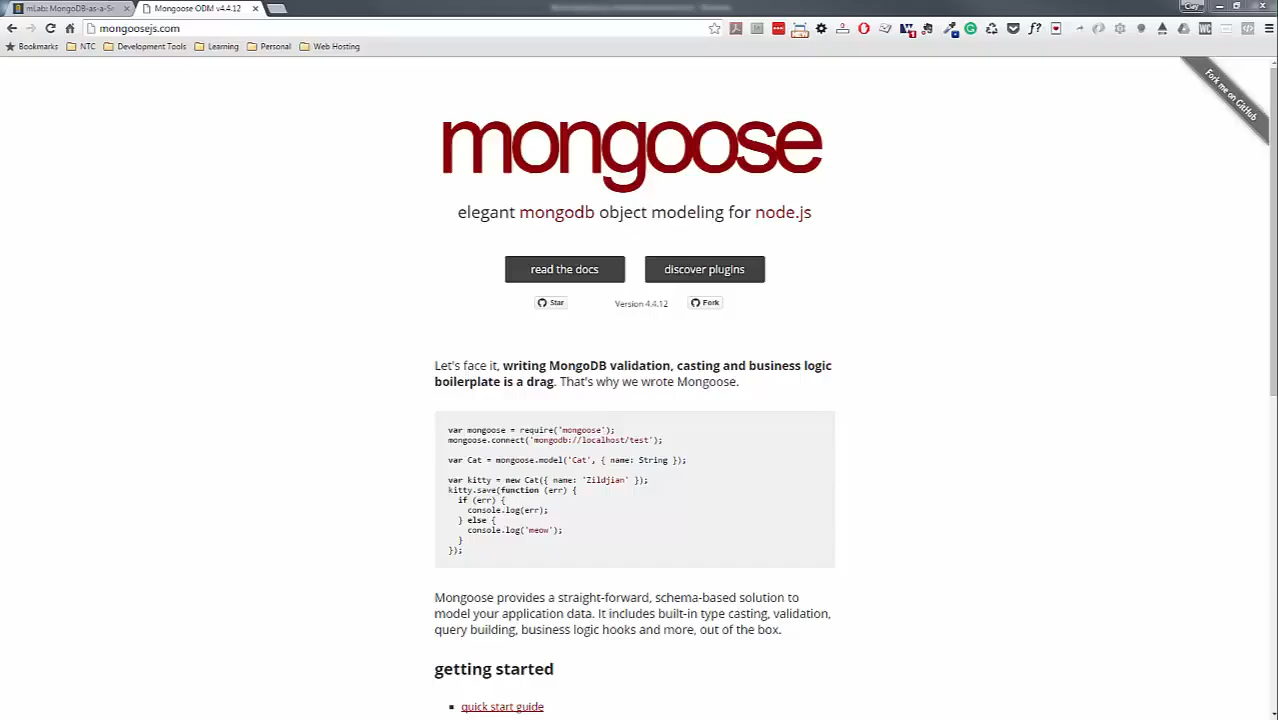 mLab: MongoDB-as-a-Se
Mongoose ODM v4.4.12
Clay
mongoosejs.com
Bookmarks
NTC
Development Tools
Learning
Personal
Web Hosting
Fork me on GitHub
mongoose
elegant mongodb object modeling for node.js
read the docs
discover plugins
Star
Version 4.4.12
Fork
Let's face it, writing MongoDB validation, casting and business logic
boilerplate is a drag. That's why we wrote Mongoose.
var mongoose = require('mongoose');
mongoose.connect('mongodb://localhost/test');
var Cat = mongoose.model('Cat', { name: String });
var kitty = new Cat({ name: 'Zildjian' });
kitty.save(function (err) {
if (err) {
console.log(err);
} else {
console.log('meow');
}
});
Mongoose provides a straight-forward, schema-based solution to
model your application data. It includes built-in type casting, validation,
query building, business logic hooks and more, out of the box.
getting started
quick start guide